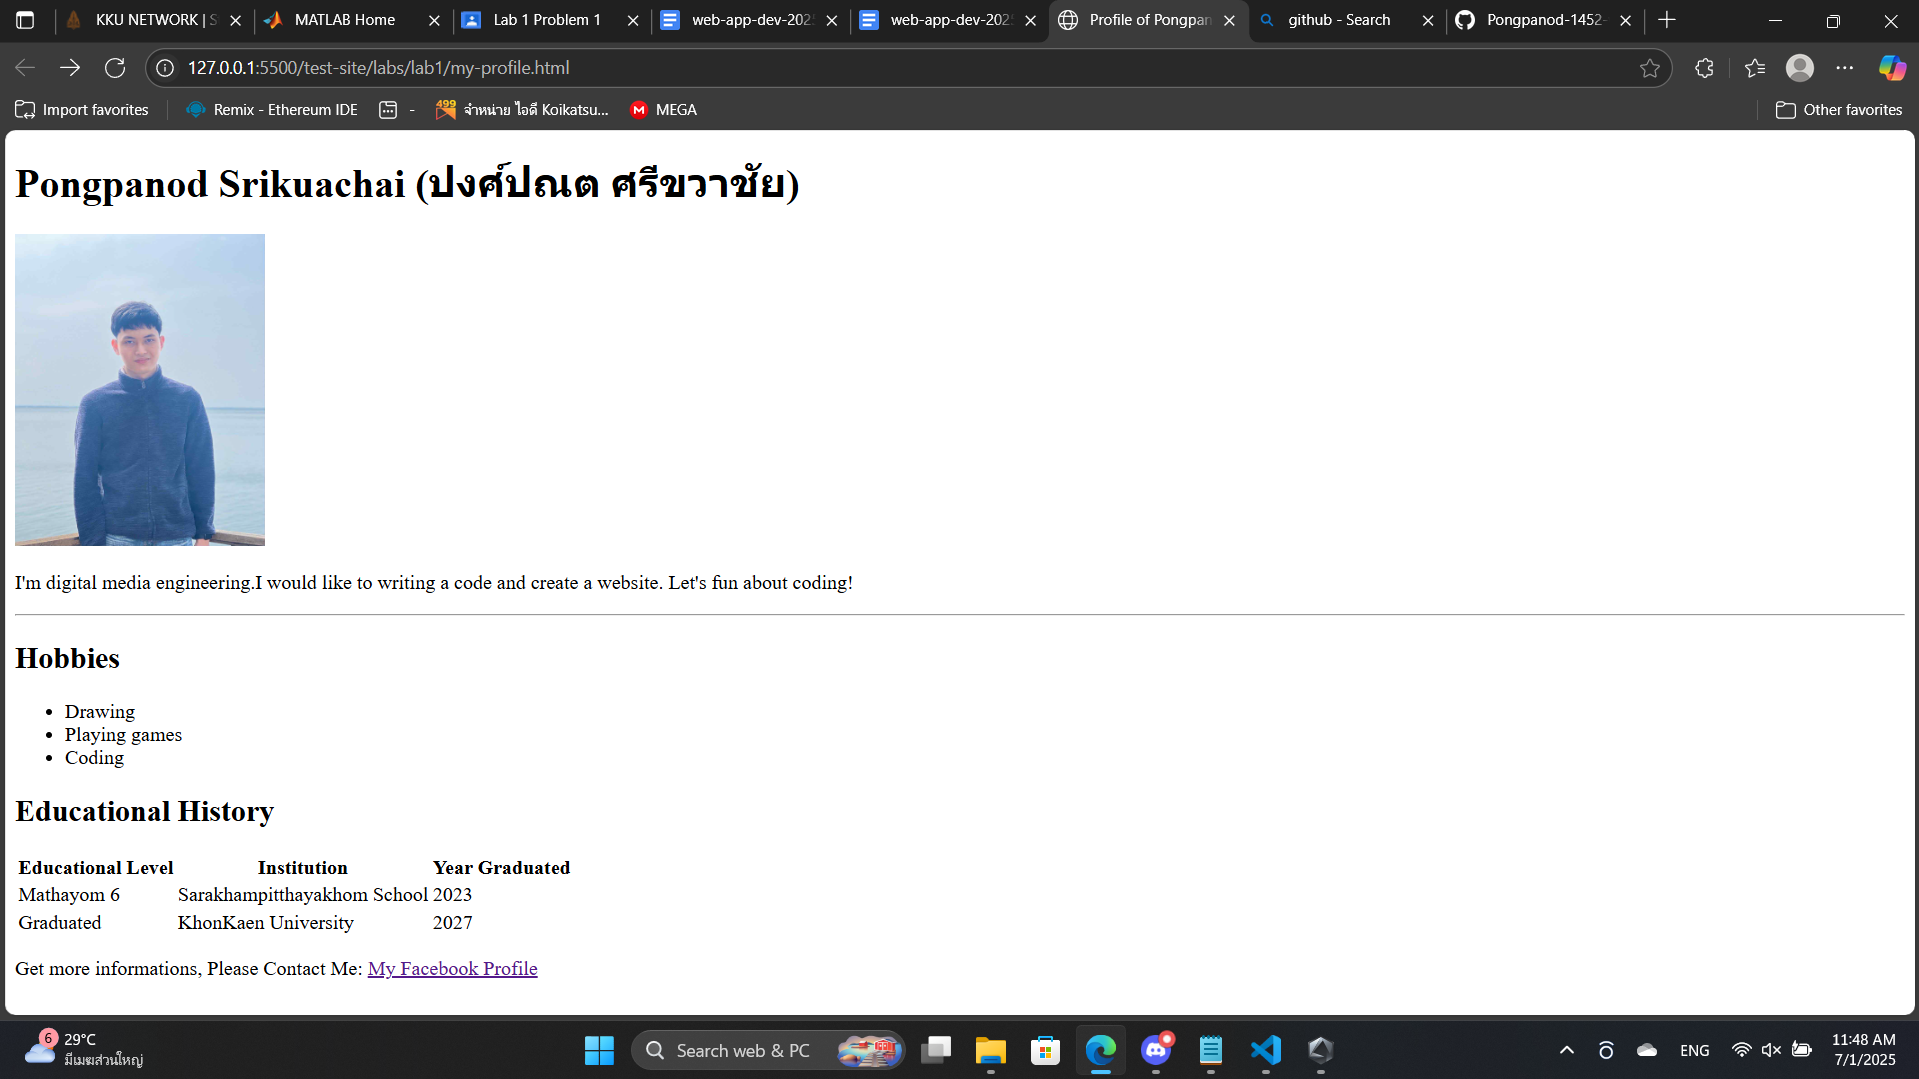 KKU NETWORK | S
MATLAB Home
Lab 1 Problem 1
web-app-dev-202
web-app-dev-202
Profile of Pongpan
github - Search
Pongpanod-1452-
127.0.0.1:5500/test-site/labs/lab1/my-profile.html
Import favorites
Remix - Ethereum IDE
-
499
จำหน่าย ไอดี Koikatsu...
M
MEGA
Other favorites
Pongpanod Srikuachai (ปงศ์ปณต ศรีขวาชัย)
I'm digital media engineering.I would like to writing a code and create a website. Let's fun about coding!
Hobbies
• Drawing
• Playing games
• Coding
Educational History
Educational Level Institution Year Graduated
Mathayom 6 Sarakhampitthayakhom School 2023
Graduated KhonKaen University 2027
Get more informations, Please Contact Me: My Facebook Profile
6
29°C
มีเมฆส่วนใหญ่
Search web & PC
ENG
11:48 AM
7/1/2025